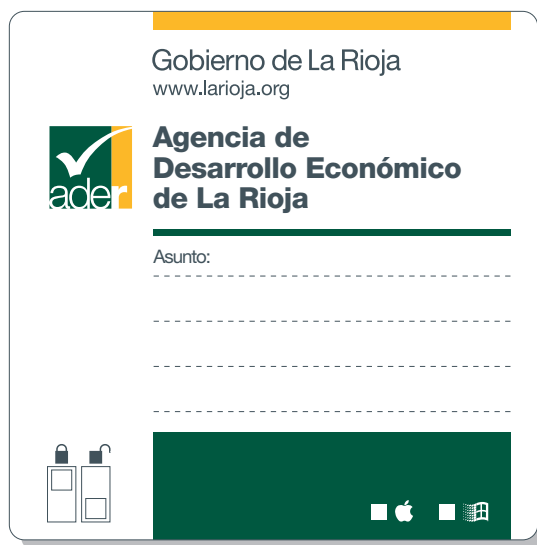 Gobierno de La Rioja
www.larioja.org
ader
Agencia de
Desarrollo Económico
de La Rioja
Asunto: